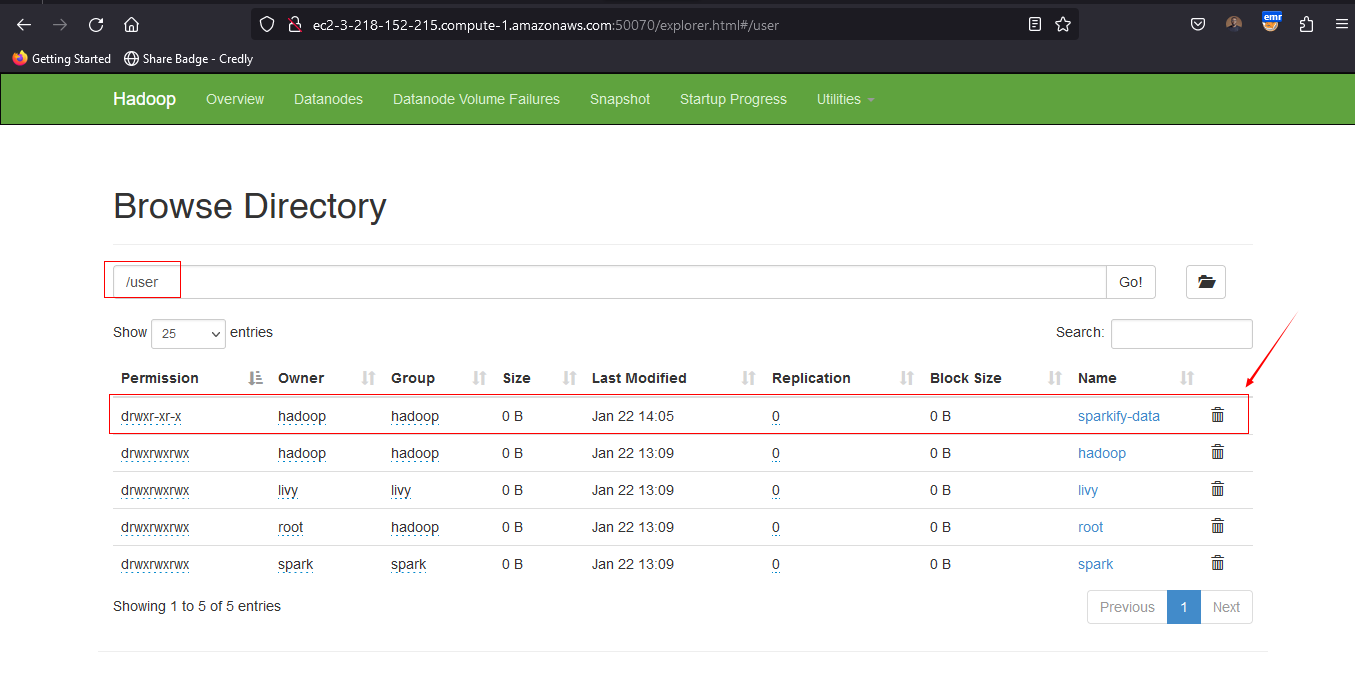 ec2-3-218-152-215.compute-1.amazonaws.com:50070/explorer.html#/user
emr
Getting Started Share Badge - Credly
Hadoop Overview Datanodes Datanode Volume Failures Snapshot Startup Progress Utilities
Browse Directory
/user Go!
Show 25 entries Search:
Permission Owner Group Size Last Modified Replication Block Size Name
drwxr-xr-x hadoop hadoop 0 B Jan 22 14:05 0 0 B sparkify-data
drwxrwxrwx hadoop hadoop 0 B Jan 22 13:09 0 0 B hadoop
drwxrwxrwx livy livy 0 B Jan 22 13:09 0 0 B livy
drwxrwxrwx root hadoop 0 B Jan 22 13:09 0 0 B root
drwxrwxrwx spark spark 0 B Jan 22 13:09 0 0 B spark
Showing 1 to 5 of 5 entries Previous 1 Next